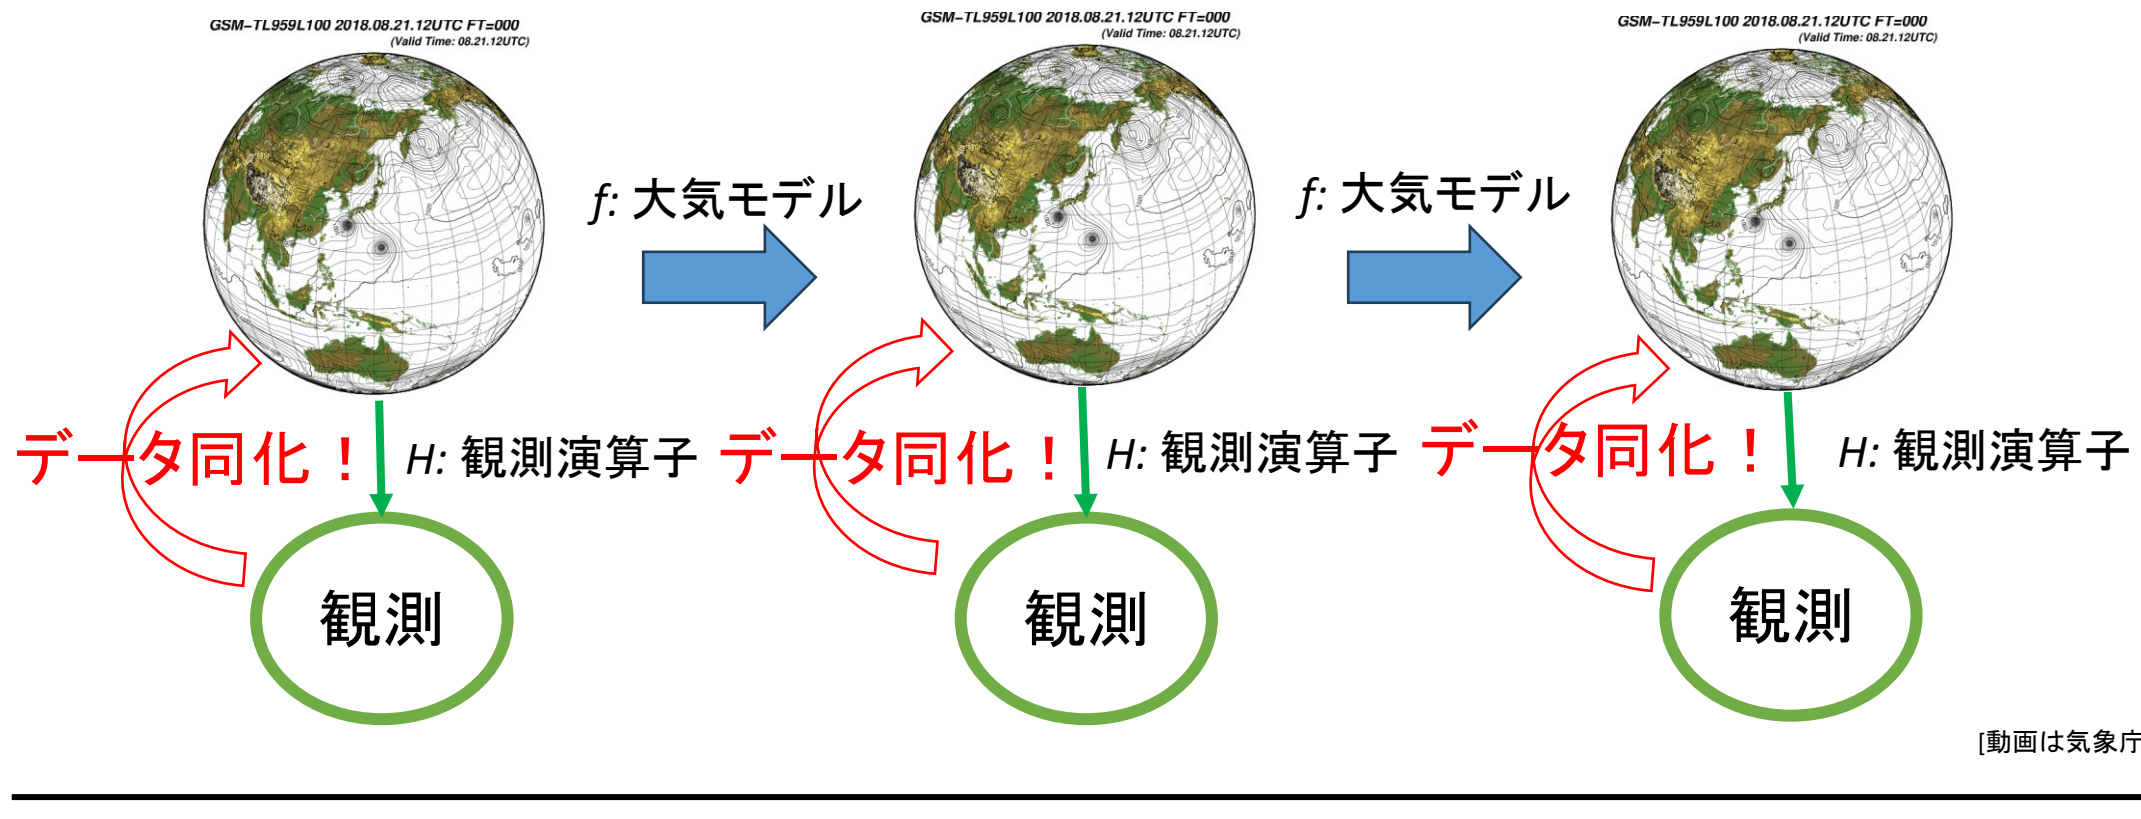 GSM-TL959L100 2018.08.21.12UTC FT=000
(Valid Time: 08.21.12UTC)
GSM-TL959L100 2018.08.21.12UTC FT=000
(Valid Time: 08.21.12UTC)
GSM-TL959L100 2018.08.21.12UTC FT=000
(Valid Time: 08.21.12UTC)
f: 大気モデル
f: 大気モデル
データ同化！
H: 観測演算子
データ同化！
H: 観測演算子
データ同化！
H: 観測演算子
観測
観測
観測
[動画は気象庁